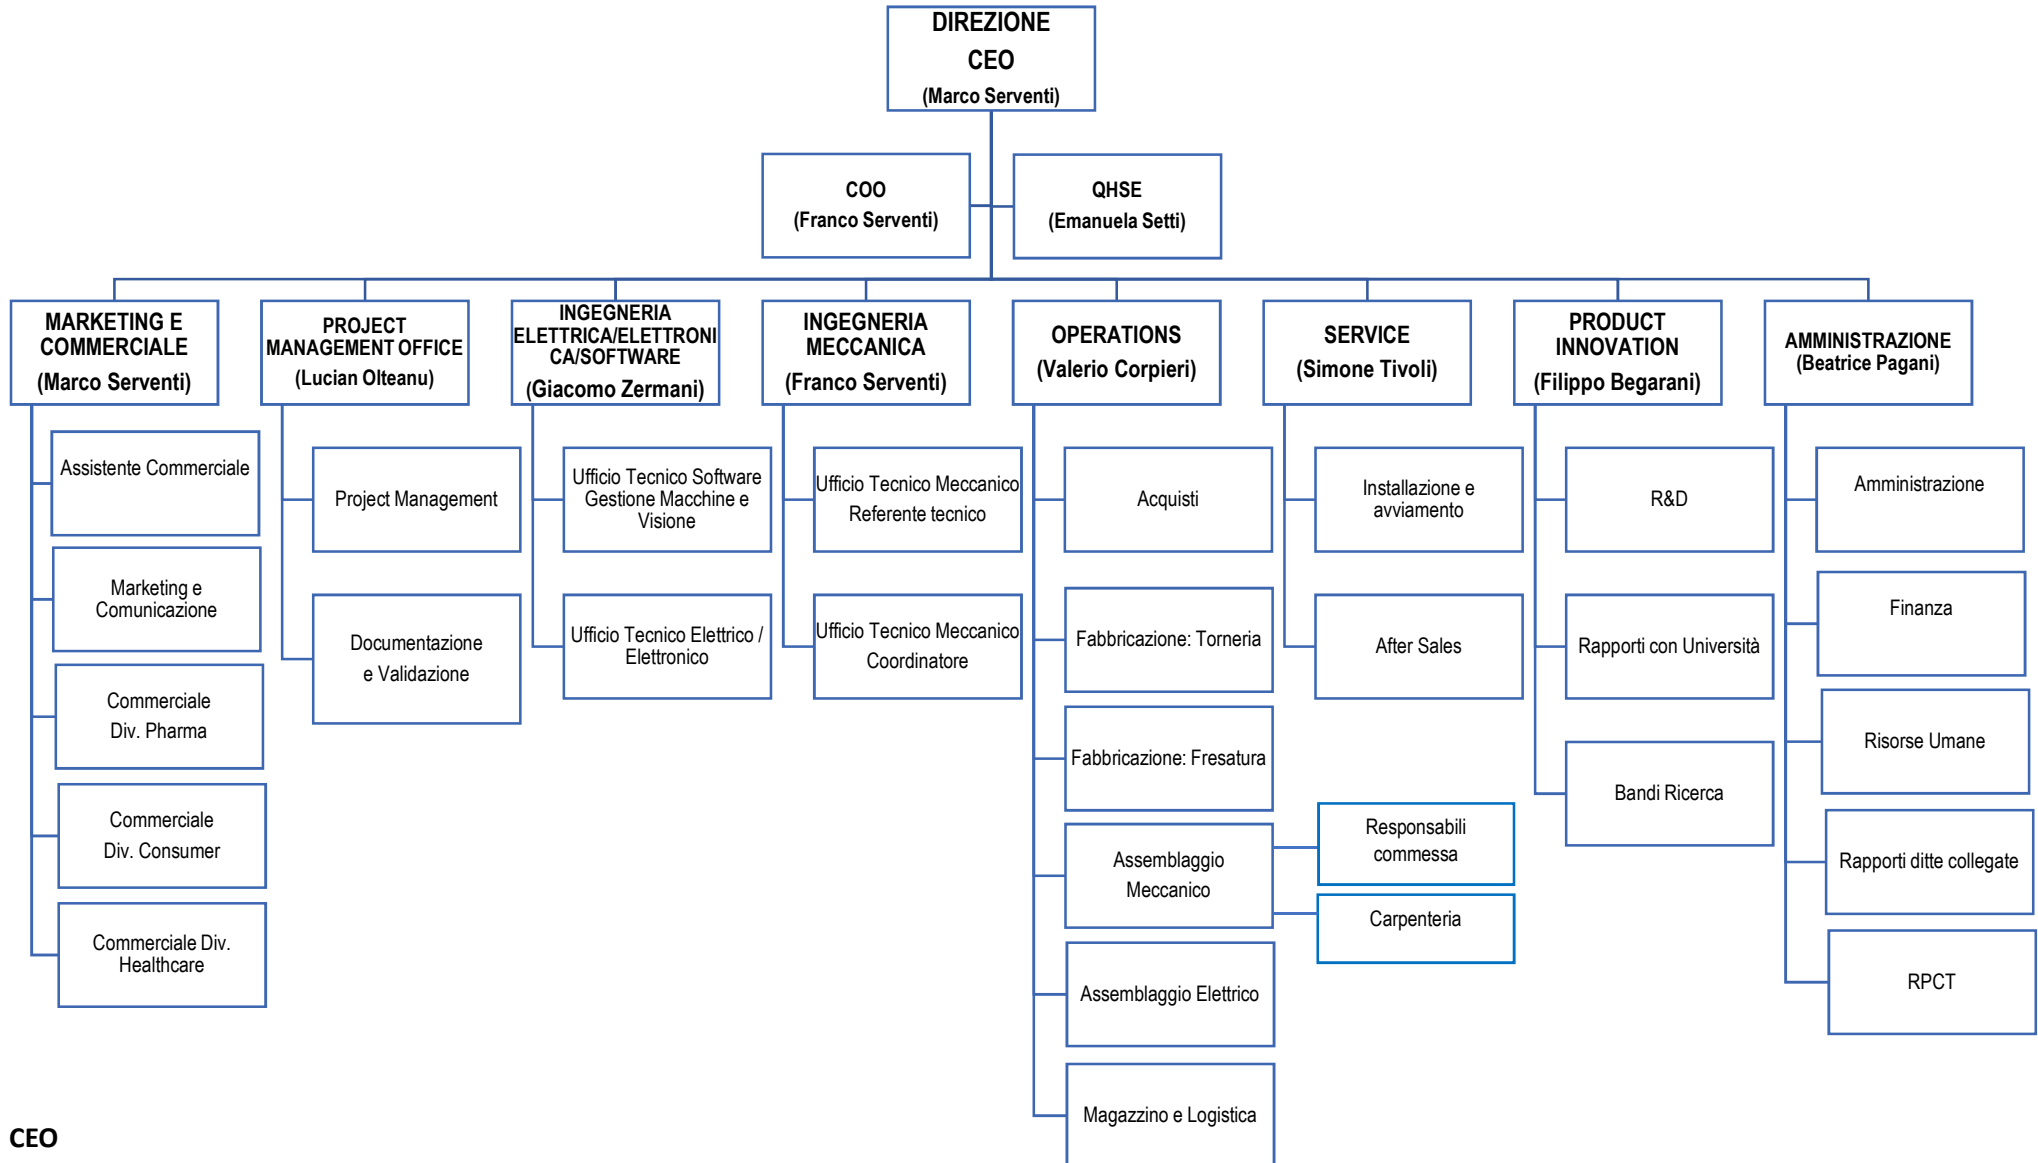 DIREZIONE
CEO
(Marco Serventi)
COO
(Franco Serventi)
QHSE
(Emanuela Setti)
MARKETING E
COMMERCIALE
(Marco Serventi)
PROJECT
MANAGEMENT OFFICE
(Lucian Olteanu)
INGEGNERIA
ELETTRICA/ELETTRONI
CA/SOFTWARE
(Giacomo Zermani)
INGEGNERIA
MECCANICA
(Franco Serventi)
OPERATIONS
(Valerio Corpieri)
SERVICE
(Simone Tivoli)
PRODUCT
INNOVATION
(Filippo Begarani)
AMMINISTRAZIONE
(Beatrice Pagani)
Assistente Commerciale
Marketing e
Comunicazione
Commerciale
Div. Pharma
Commerciale
Div. Consumer
Commerciale Div.
Healthcare
Project Management
Documentazione
e Validazione
Ufficio Tecnico Software
Gestione Macchine e
Visione
Ufficio Tecnico Elettrico /
Elettronico
Ufficio Tecnico Meccanico
Referente tecnico
Ufficio Tecnico Meccanico
Coordinatore
Acquisti
Fabbricazione: Torneria
Fabbricazione: Fresatura
Assemblaggio
Meccanico
Responsabili
commessa
Carpenteria
Assemblaggio Elettrico
Magazzino e Logistica
Installazione e
avviamento
After Sales
R&D
Rapporti con Università
Bandi Ricerca
Amministrazione
Finanza
Risorse Umane
Rapporti ditte collegate
RPCT
CEO